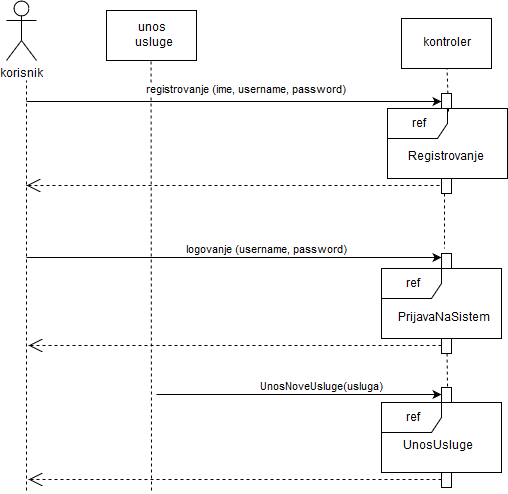 unos
usluge
kontroler
korisnik
registrovanje (ime, username, password)
ref
Registrovanje
logovanje (username, password)
ref
PrijavaNaSistem
UnosNoveUsluge(usluga)
ref
UnosUsluge